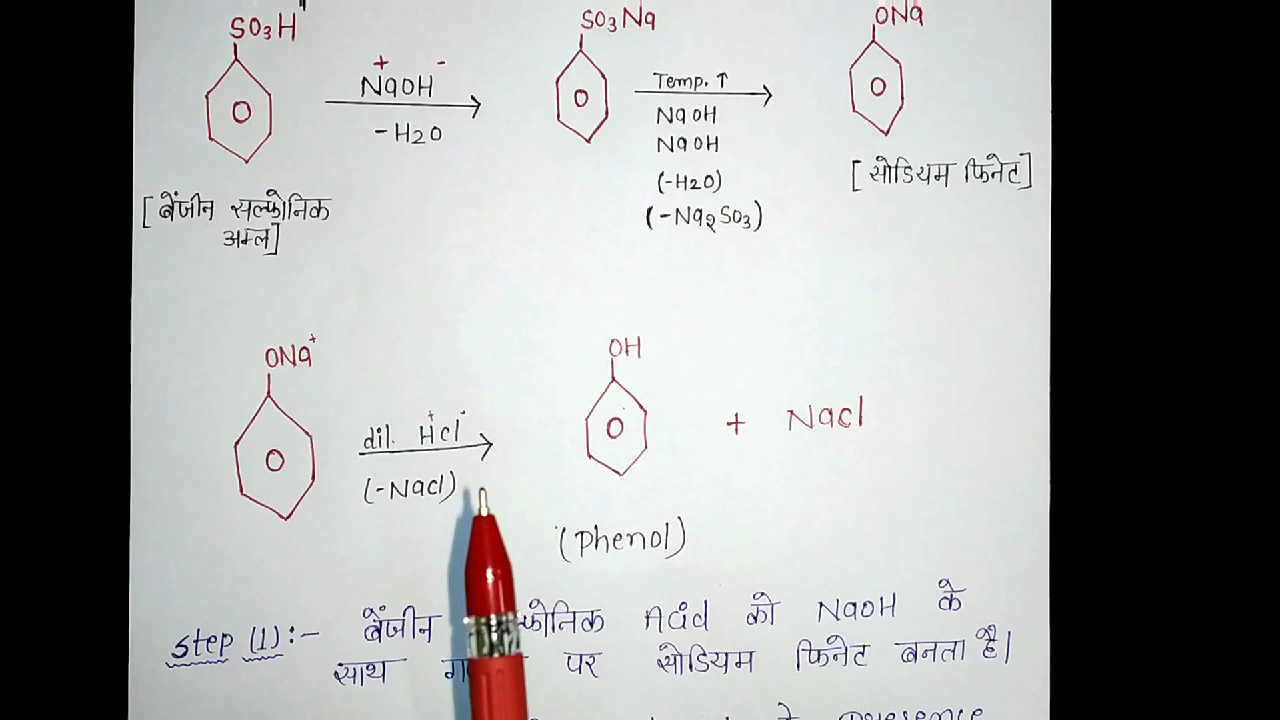 SO3H
SO3Na
ONa
NaOH
-H2O
Temp. ↑
NaOH
NaOH
(-H2O)
(-Na2SO3)
[बेंजीन सल्फोनिक
अम्ल]
[सोडियम फिनेट]
ONa+
dil. HCl
(-NaCl)
OH
+ NaCl
(Phenol)
Step (1):- बेंजीन Acid को NaOH के
साथ पर सोडियम फिनेट बनता है।